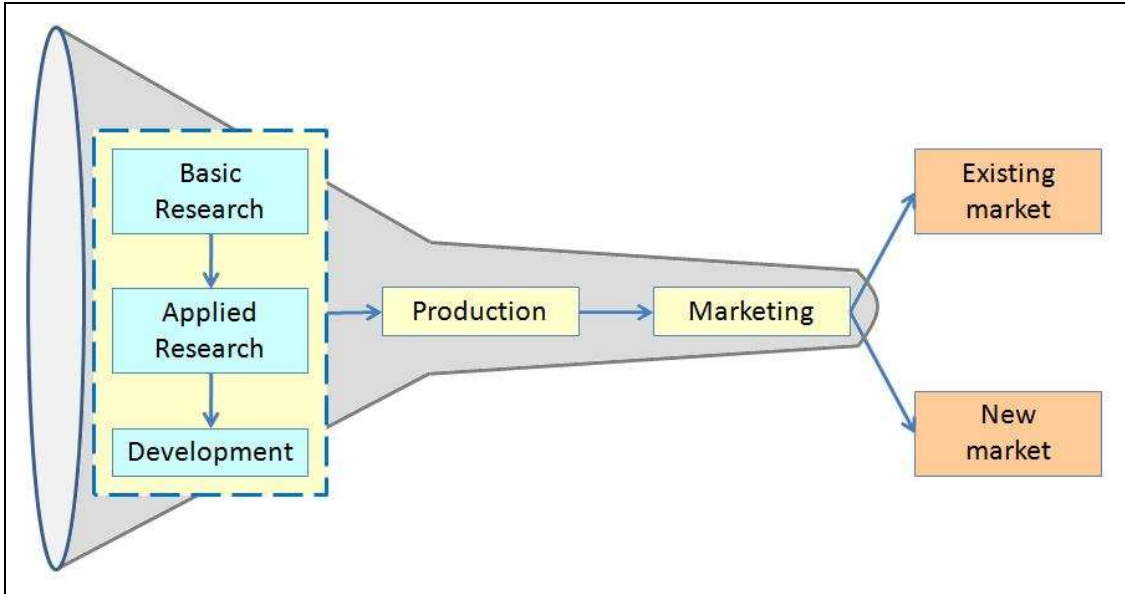 Basic
Research
Applied
Research
Development
Production
Marketing
Existing
market
New
market